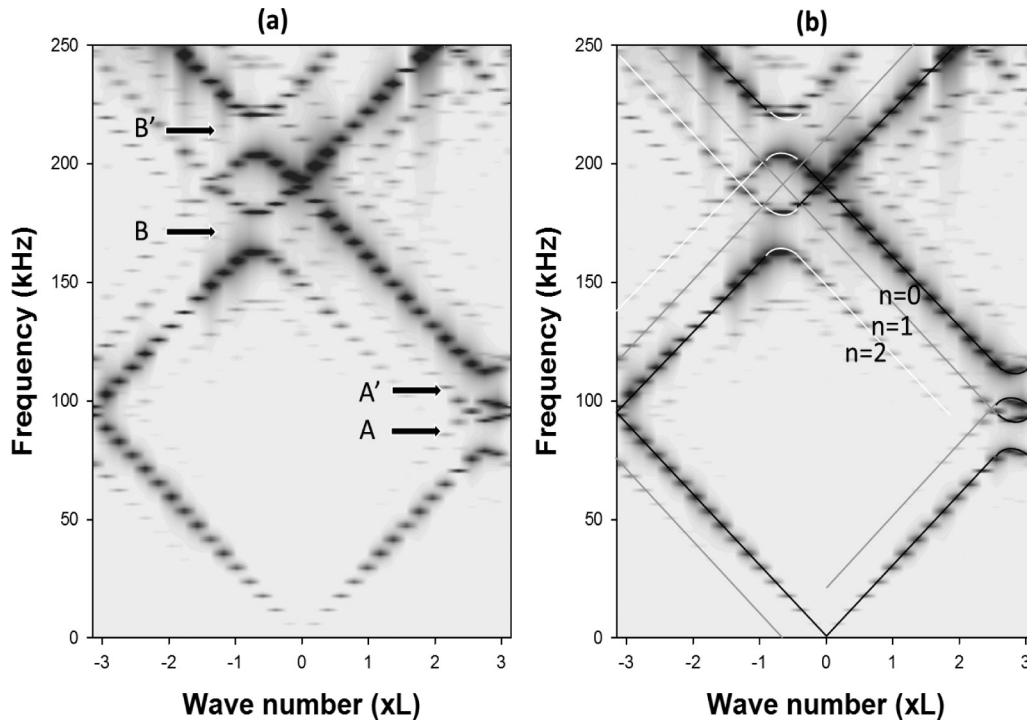 (a)
(b)
250
200
150
100
50
0
Frequency (kHz)
B’
B
A’
A
-3 -2 -1 0 1 2 3
Wave number (xL)
250
200
150
100
50
0
Frequency (kHz)
n=0
n=1
n=2
-3 -2 -1 0 1 2 3
Wave number (xL)